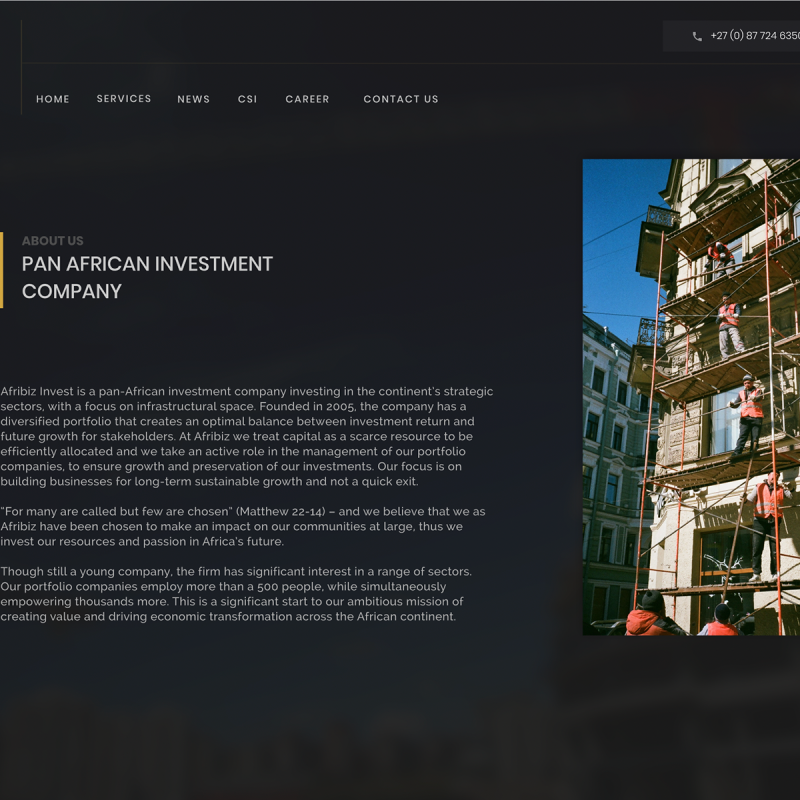 +27 (0) 87 724 6350
HOME SERVICES NEWS CSI CAREER CONTACT US
ABOUT US
PAN AFRICAN INVESTMENT
COMPANY
Afribiz Invest is a pan-African investment company investing in the continent's strategic
sectors, with a focus on infrastructural space. Founded in 2005, the company has a
diversified portfolio that creates an optimal balance between investment return and
future growth for stakeholders. At Afribiz we treat capital as a scarce resource to be
efficiently allocated and we take an active role in the management of our portfolio
companies, to ensure growth and preservation of our investments. Our focus is on
building businesses for long-term sustainable growth and not a quick exit.
"For many are called but few are chosen" (Matthew 22-14) – and we believe that we as
Afribiz have been chosen to make an impact on our communities at large, thus we
invest our resources and passion in Africa's future.
Though still a young company, the firm has significant interest in a range of sectors.
Our portfolio companies employ more than a 500 people, while simultaneously
empowering thousands more. This is a significant start to our ambitious mission of
creating value and driving economic transformation across the African continent.